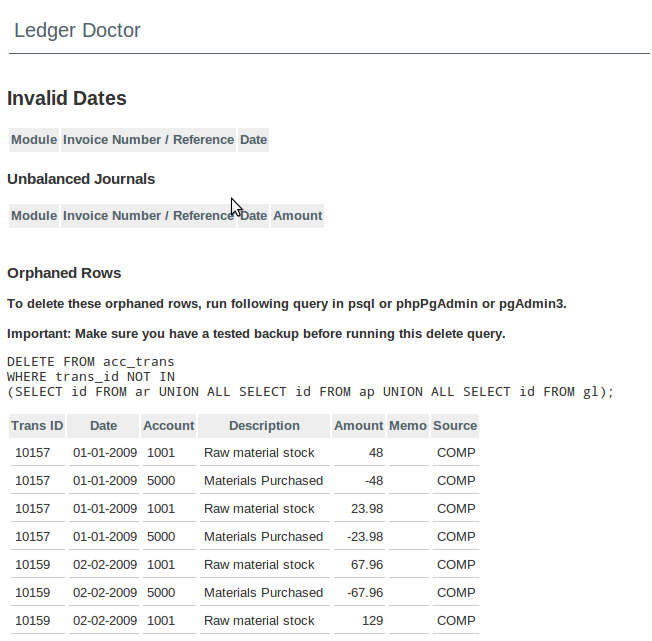 Ledger Doctor
Invalid Dates
Module Invoice Number / Reference Date
Unbalanced Journals
Module Invoice Number / Reference Date Amount
Orphaned Rows
To delete these orphaned rows, run following query in psql or phpPgAdmin or pgAdmin3.
Important: Make sure you have a tested backup before running this delete query.
DELETE FROM acc_trans
WHERE trans_id NOT IN
(SELECT id FROM ar UNION ALL SELECT id FROM ap UNION ALL SELECT id FROM gl);
Trans ID Date Account Description Amount Memo Source
10157 01-01-2009 1001 Raw material stock 48 COMP
10157 01-01-2009 5000 Materials Purchased -48 COMP
10157 01-01-2009 1001 Raw material stock 23.98 COMP
10157 01-01-2009 5000 Materials Purchased -23.98 COMP
10159 02-02-2009 1001 Raw material stock 67.96 COMP
10159 02-02-2009 5000 Materials Purchased -67.96 COMP
10159 02-02-2009 1001 Raw material stock 129 COMP